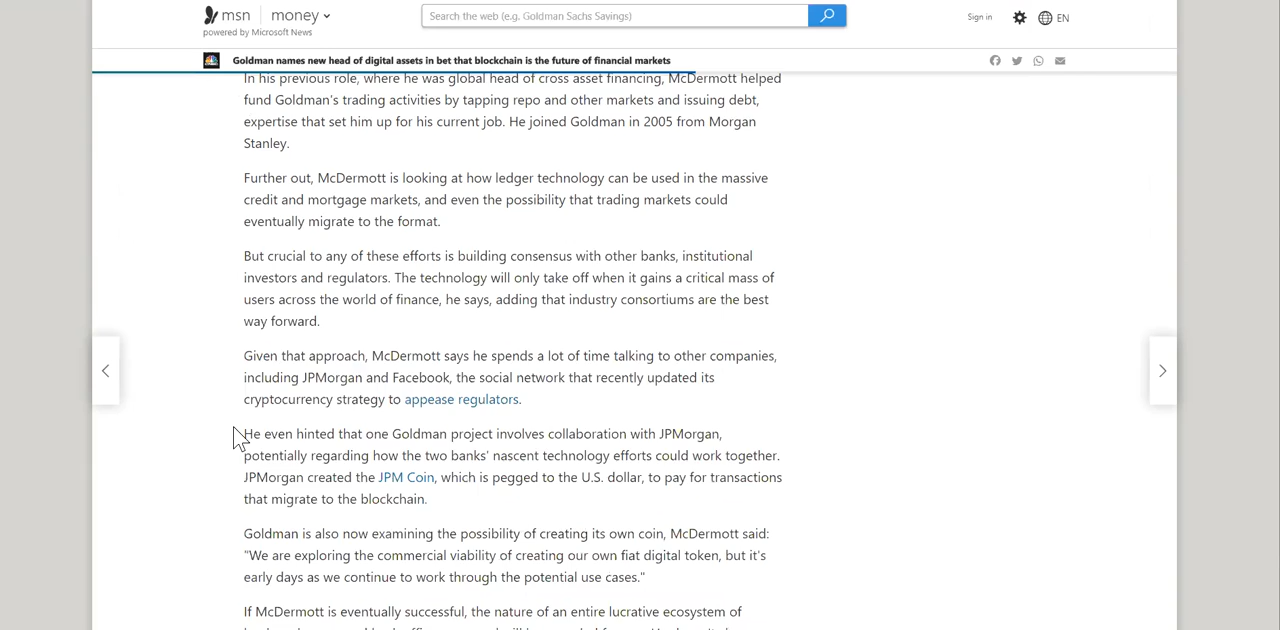 msn money
Search the web (e.g. Goldman Sachs Savings)
Sign in
EN
powered by Microsoft News
Goldman names new head of digital assets in bet that blockchain is the future of financial markets
In his previous role, where he was global head of cross asset financing, McDermott helped
fund Goldman's trading activities by tapping repo and other markets and issuing debt,
expertise that set him up for his current job. He joined Goldman in 2005 from Morgan
Stanley.
Further out, McDermott is looking at how ledger technology can be used in the massive
credit and mortgage markets, and even the possibility that trading markets could
eventually migrate to the format.
But crucial to any of these efforts is building consensus with other banks, institutional
investors and regulators. The technology will only take off when it gains a critical mass of
users across the world of finance, he says, adding that industry consortiums are the best
way forward.
Given that approach, McDermott says he spends a lot of time talking to other companies,
including JPMorgan and Facebook, the social network that recently updated its
cryptocurrency strategy to appease regulators.
He even hinted that one Goldman project involves collaboration with JPMorgan,
potentially regarding how the two banks' nascent technology efforts could work together.
JPMorgan created the JPM Coin, which is pegged to the U.S. dollar, to pay for transactions
that migrate to the blockchain.
Goldman is also now examining the possibility of creating its own coin, McDermott said:
"We are exploring the commercial viability of creating our own fiat digital token, but it's
early days as we continue to work through the potential use cases."
If McDermott is eventually successful, the nature of an entire lucrative ecosystem of